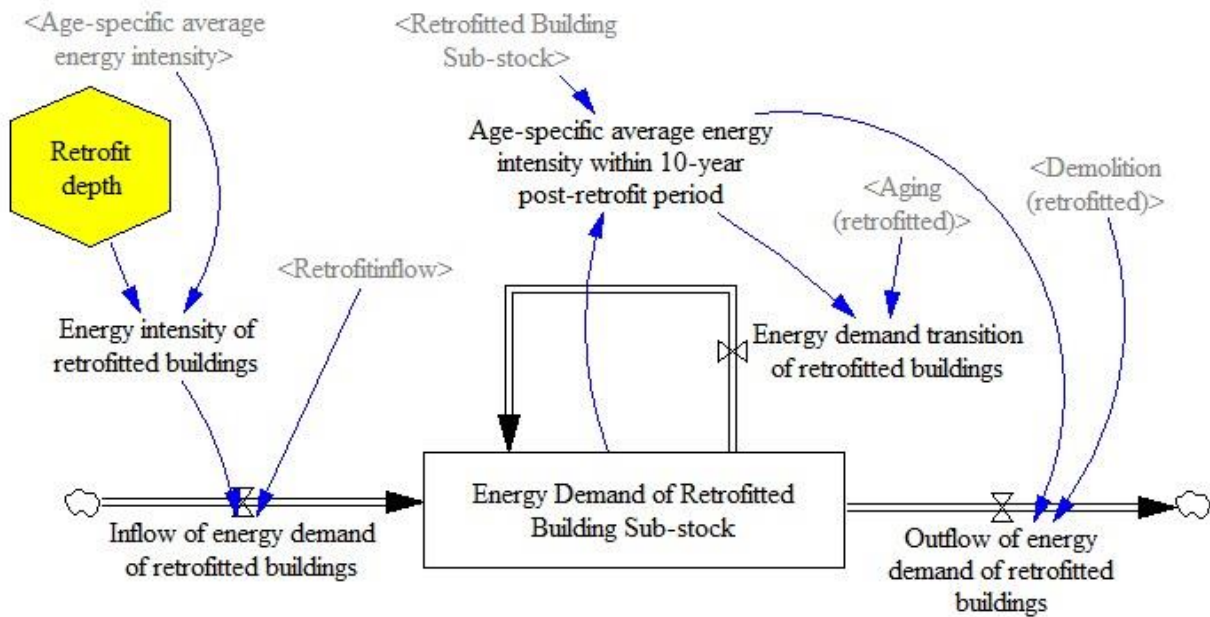 <Age-specific average
energy intensity>
<Retrofitted Building
Sub-stock>
Retrofit
depth
Age-specific average energy
intensity within 10-year
post-retrofit period
<Aging
(retrofitted)>
<Demolition
(retrofitted)>
<Retrofitinflow>
Energy intensity of
retrofitted buildings
Energy demand transition
of retrofitted buildings
Energy Demand of Retrofitted
Building Sub-stock
Inflow of energy demand
of retrofitted buildings
Outflow of energy
demand of retrofitted
buildings